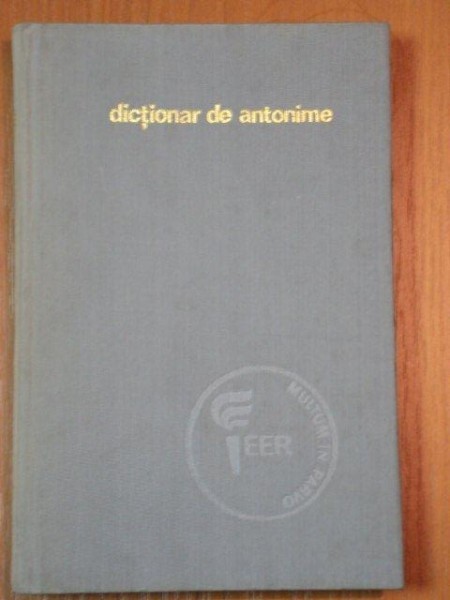 dicționar de antonime
MULTUM IN PARVO
EER